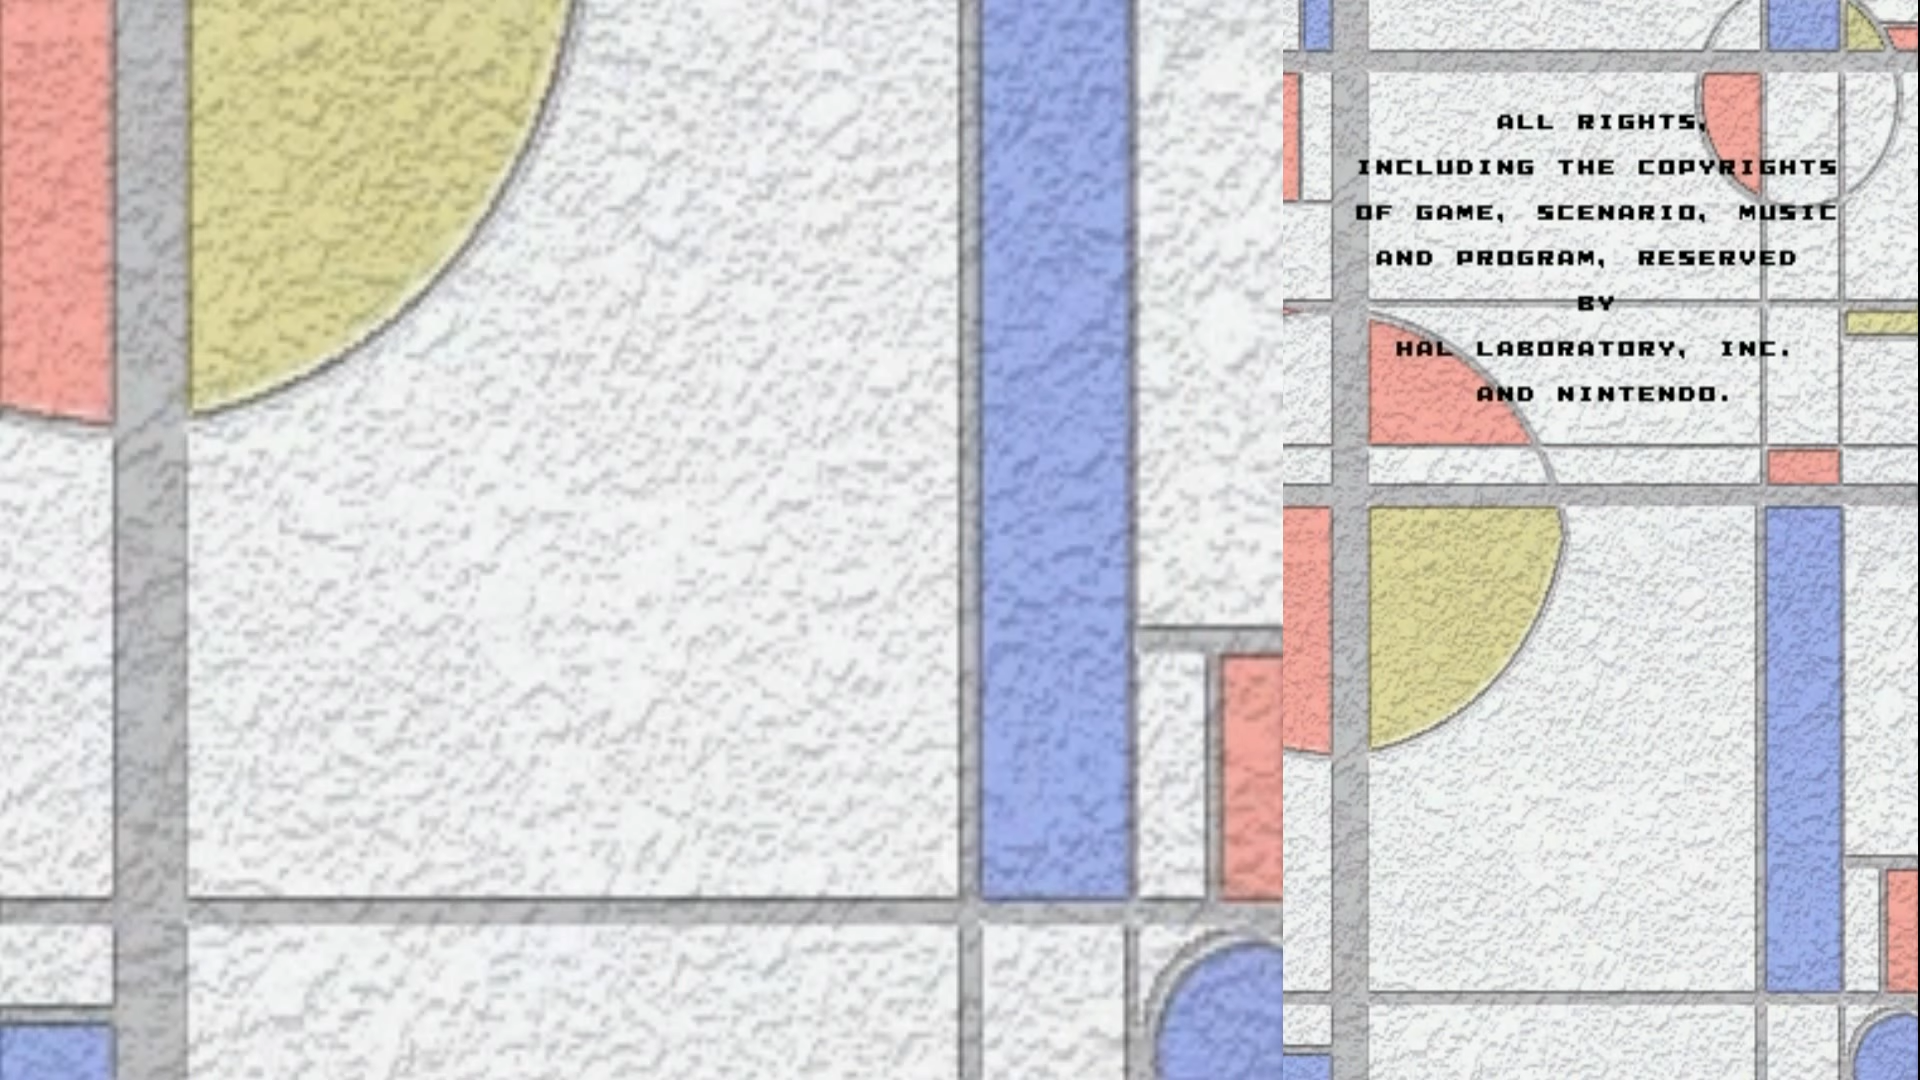 ALL RIGHTS,
INCLUDING THE COPYRIGHTS
OF GAME, SCENARIO, MUSIC
AND PROGRAM, RESERVED
BY
HAL LABORATORY, INC.
AND NINTENDO.